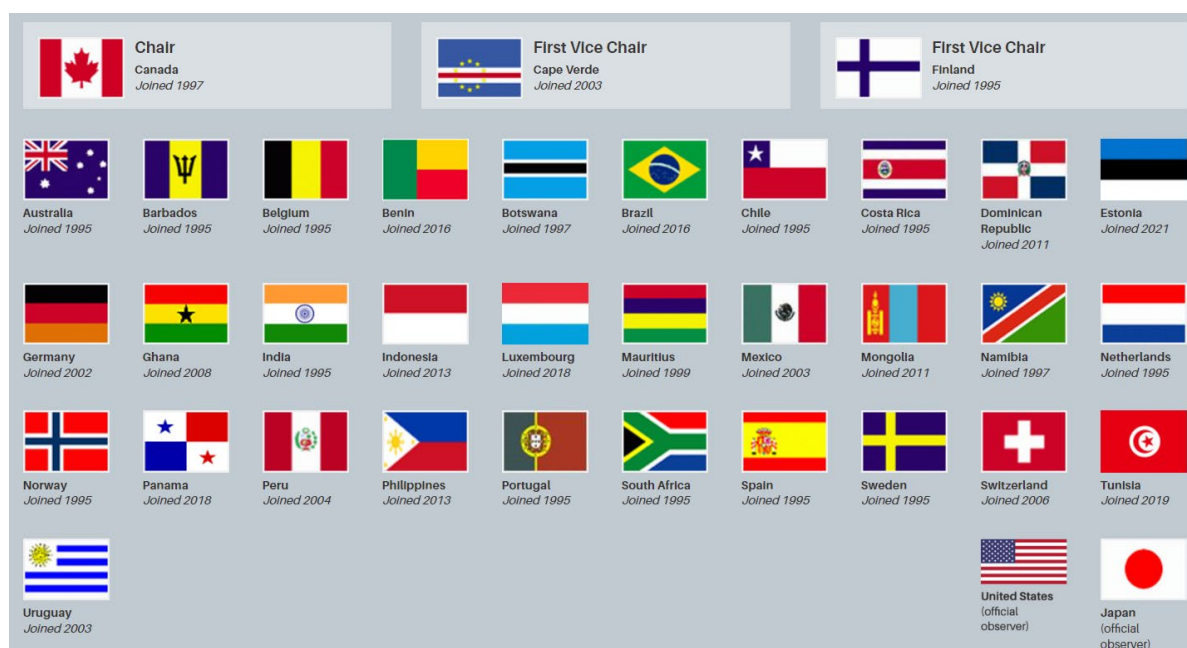 Chair
Canada
Joined 1997
First Vice Chair
Cape Verde
Joined 2003
First Vice Chair
Finland
Joined 1995
Australia
Joined 1995
Barbados
Joined 1995
Belgium
Joined 1995
Benin
Joined 2016
Botswana
Joined 1997
Brazil
Joined 2016
Chile
Joined 1995
Costa Rica
Joined 1995
Dominican
Republic
Joined 2011
Estonia
Joined 2021
Germany
Joined 2002
Ghana
Joined 2008
India
Joined 1995
Indonesia
Joined 2013
Luxembourg
Joined 2018
Mauritius
Joined 1999
Mexico
Joined 2003
Mongolia
Joined 2011
Namibia
Joined 1997
Netherlands
Joined 1995
Norway
Joined 1995
Panama
Joined 2018
Peru
Joined 2004
Philippines
Joined 2013
Portugal
Joined 1995
South Africa
Joined 1995
Spain
Joined 1995
Sweden
Joined 1995
Switzerland
Joined 2006
Tunisia
Joined 2019
Uruguay
Joined 2003
United States
(official
observer)
Japan
(official
observer)